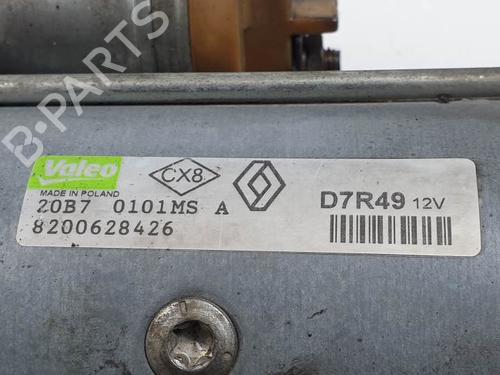 B-PARTS
Valeo
MADE IN POLAND
CX8
20B7 0101MS A
8200628426
D7R49 12V